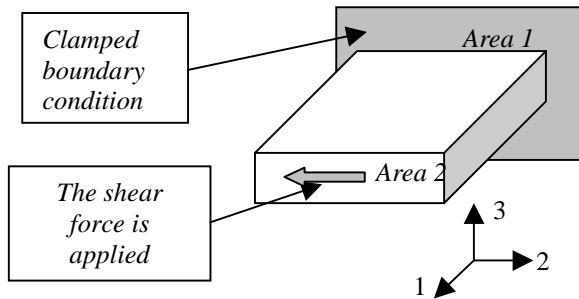 Clamped
boundary
condition
Area 1
The shear
force is
applied
Area 2
3
2
1